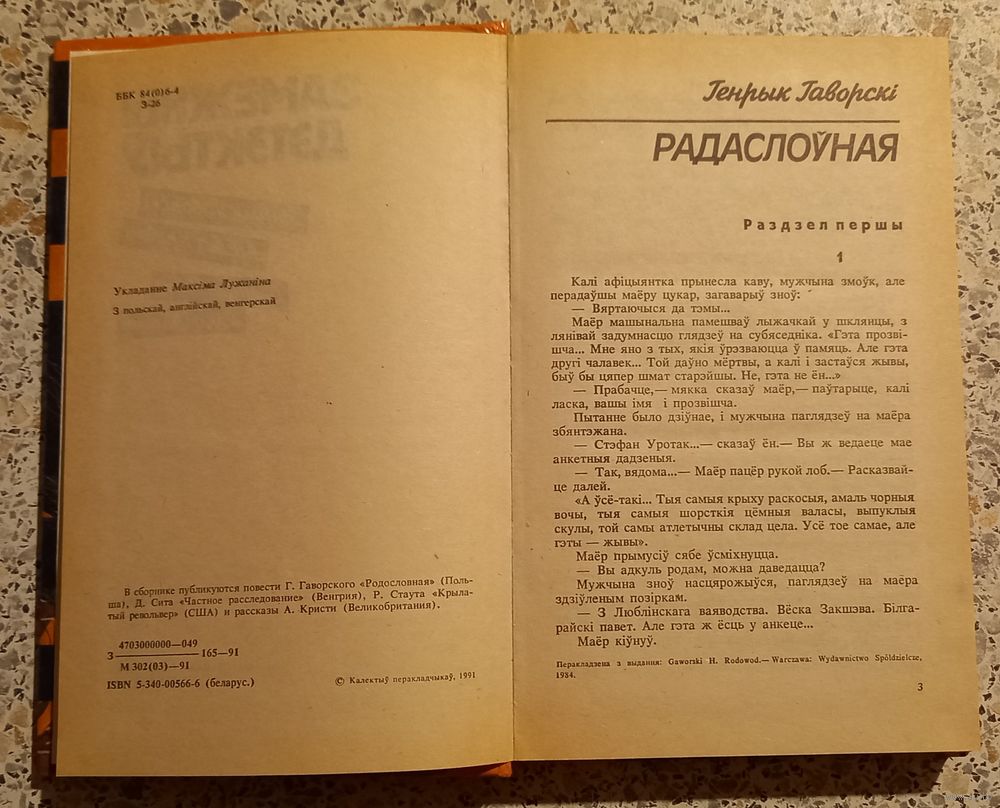 ББК 84(0)6-4
З-26
Укладанне Максіма Лужаніна
З польскай, англійскай, венгерскай
В сборнике публикуются повести Г. Гаворского «Родословная» (Поль-
ша), Д. Сита «Частное расследование» (Венгрия), Р. Стаута «Крыла-
тый револьвер» (США) и рассказы А. Кристи (Великобритания).
4703000000—049
З 165—91
М 302(03)—91
ISBN 5-340-00566-6 (беларус.)
© Калектыў перакладчыкаў, 1991
Генрык Гаворскі
РАДАСЛОЎНАЯ
Раздзел першы
1
Калі афіцыянтка прынесла каву, мужчына змоўк, але
перадаўшы маёру цукар, загаварыў зноў:
— Вяртаючыся да тэмы...
Маёр машынальна памешваў лыжачкай у шклянцы, з
лянівай задумнасцю глядзеў на субяседніка. «Гэта прозві-
шча... Мне яно з тых, якія ўрэзваюцца ў памяць. Але гэта
другі чалавек... Той даўно мёртвы, а калі і застаўся жывы,
быў бы цяпер шмат старэйшы. Не, гэта не ён...»
— Прабачце,— мякка сказаў маёр,— паўтарыце, калі
ласка, вашы імя і прозвішча.
Пытанне было дзіўнае, і мужчына паглядзеў на маёра
збянтэжана.
— Стэфан Уротак...— сказаў ён.— Вы ж ведаеце мае
анкетныя дадзеныя.
— Так, вядома...— Маёр пацёр рукой лоб.— Расказвай-
це далей.
«А ўсё-такі... Тыя самыя крыху раскосыя, амаль чорныя
вочы, тыя самыя шорсткія цёмныя валасы, выпуклыя
скулы, той самы атлетычны склад цела. Усё тое самае, але
гэты — жывы».
Маёр прымусіў сябе ўсміхнуцца.
— Вы адкуль родам, можна даведацца?
Мужчына зноў насцярожыўся, паглядзеў на маёра
здзіўленым позіркам.
— З Люблінскага ваяводства. Вёска Закшэва. Білга-
райскі павет. Але гэта ж ёсць у анкеце...
Маёр кіўнуў.
Перакладзена з выдання: Gaworski H. Rodowod.— Warczawa: Wydawnictwo Spóldzielcze,
1984.
3